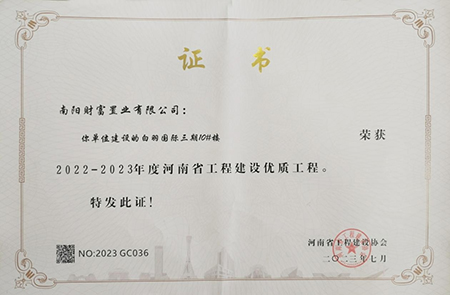 证 书
南阳财富置业有限公司：
你单位建设的白羽国际三期10#楼 荣获
2022-2023年度河南省工程建设优质工程。
特发此证！
河南省工程建设协会
二〇二三年七月
NO:2023 GC036